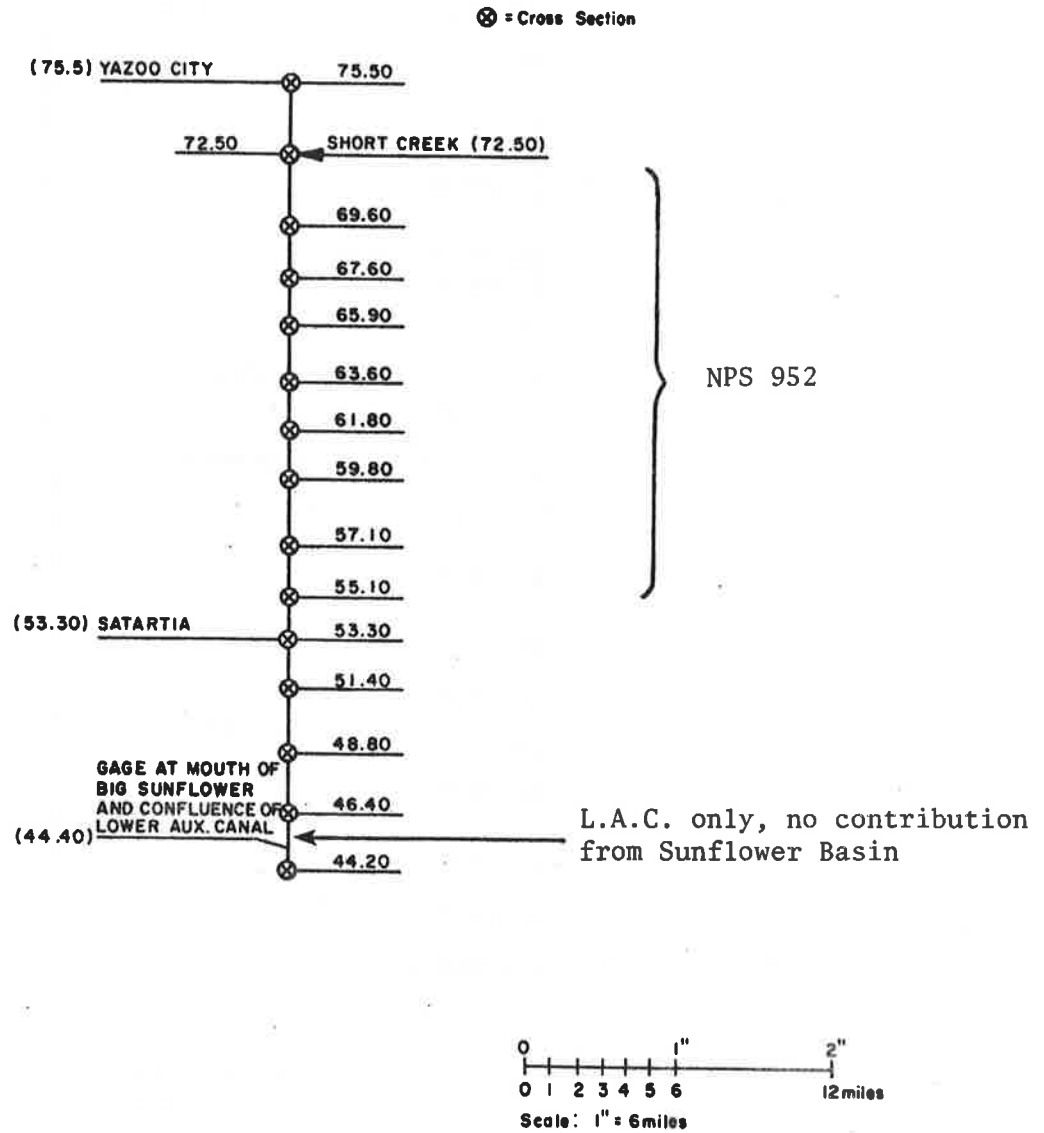 ⊗ = Cross Section
(75.5) YAZOO CITY 75.50
72.50 SHORT CREEK (72.50)
69.60
67.60
65.90
63.60
NPS 952
61.80
59.80
57.10
55.10
(53.30) SATARTIA 53.30
51.40
48.80
GAGE AT MOUTH OF
BIG SUNFLOWER
AND CONFLUENCE OF
LOWER AUX. CANAL
(44.40)
46.40
L.A.C. only, no contribution
from Sunflower Basin
44.20
0 1" 2"
0 1 2 3 4 5 6 12 miles
Scale: 1" = 6 miles